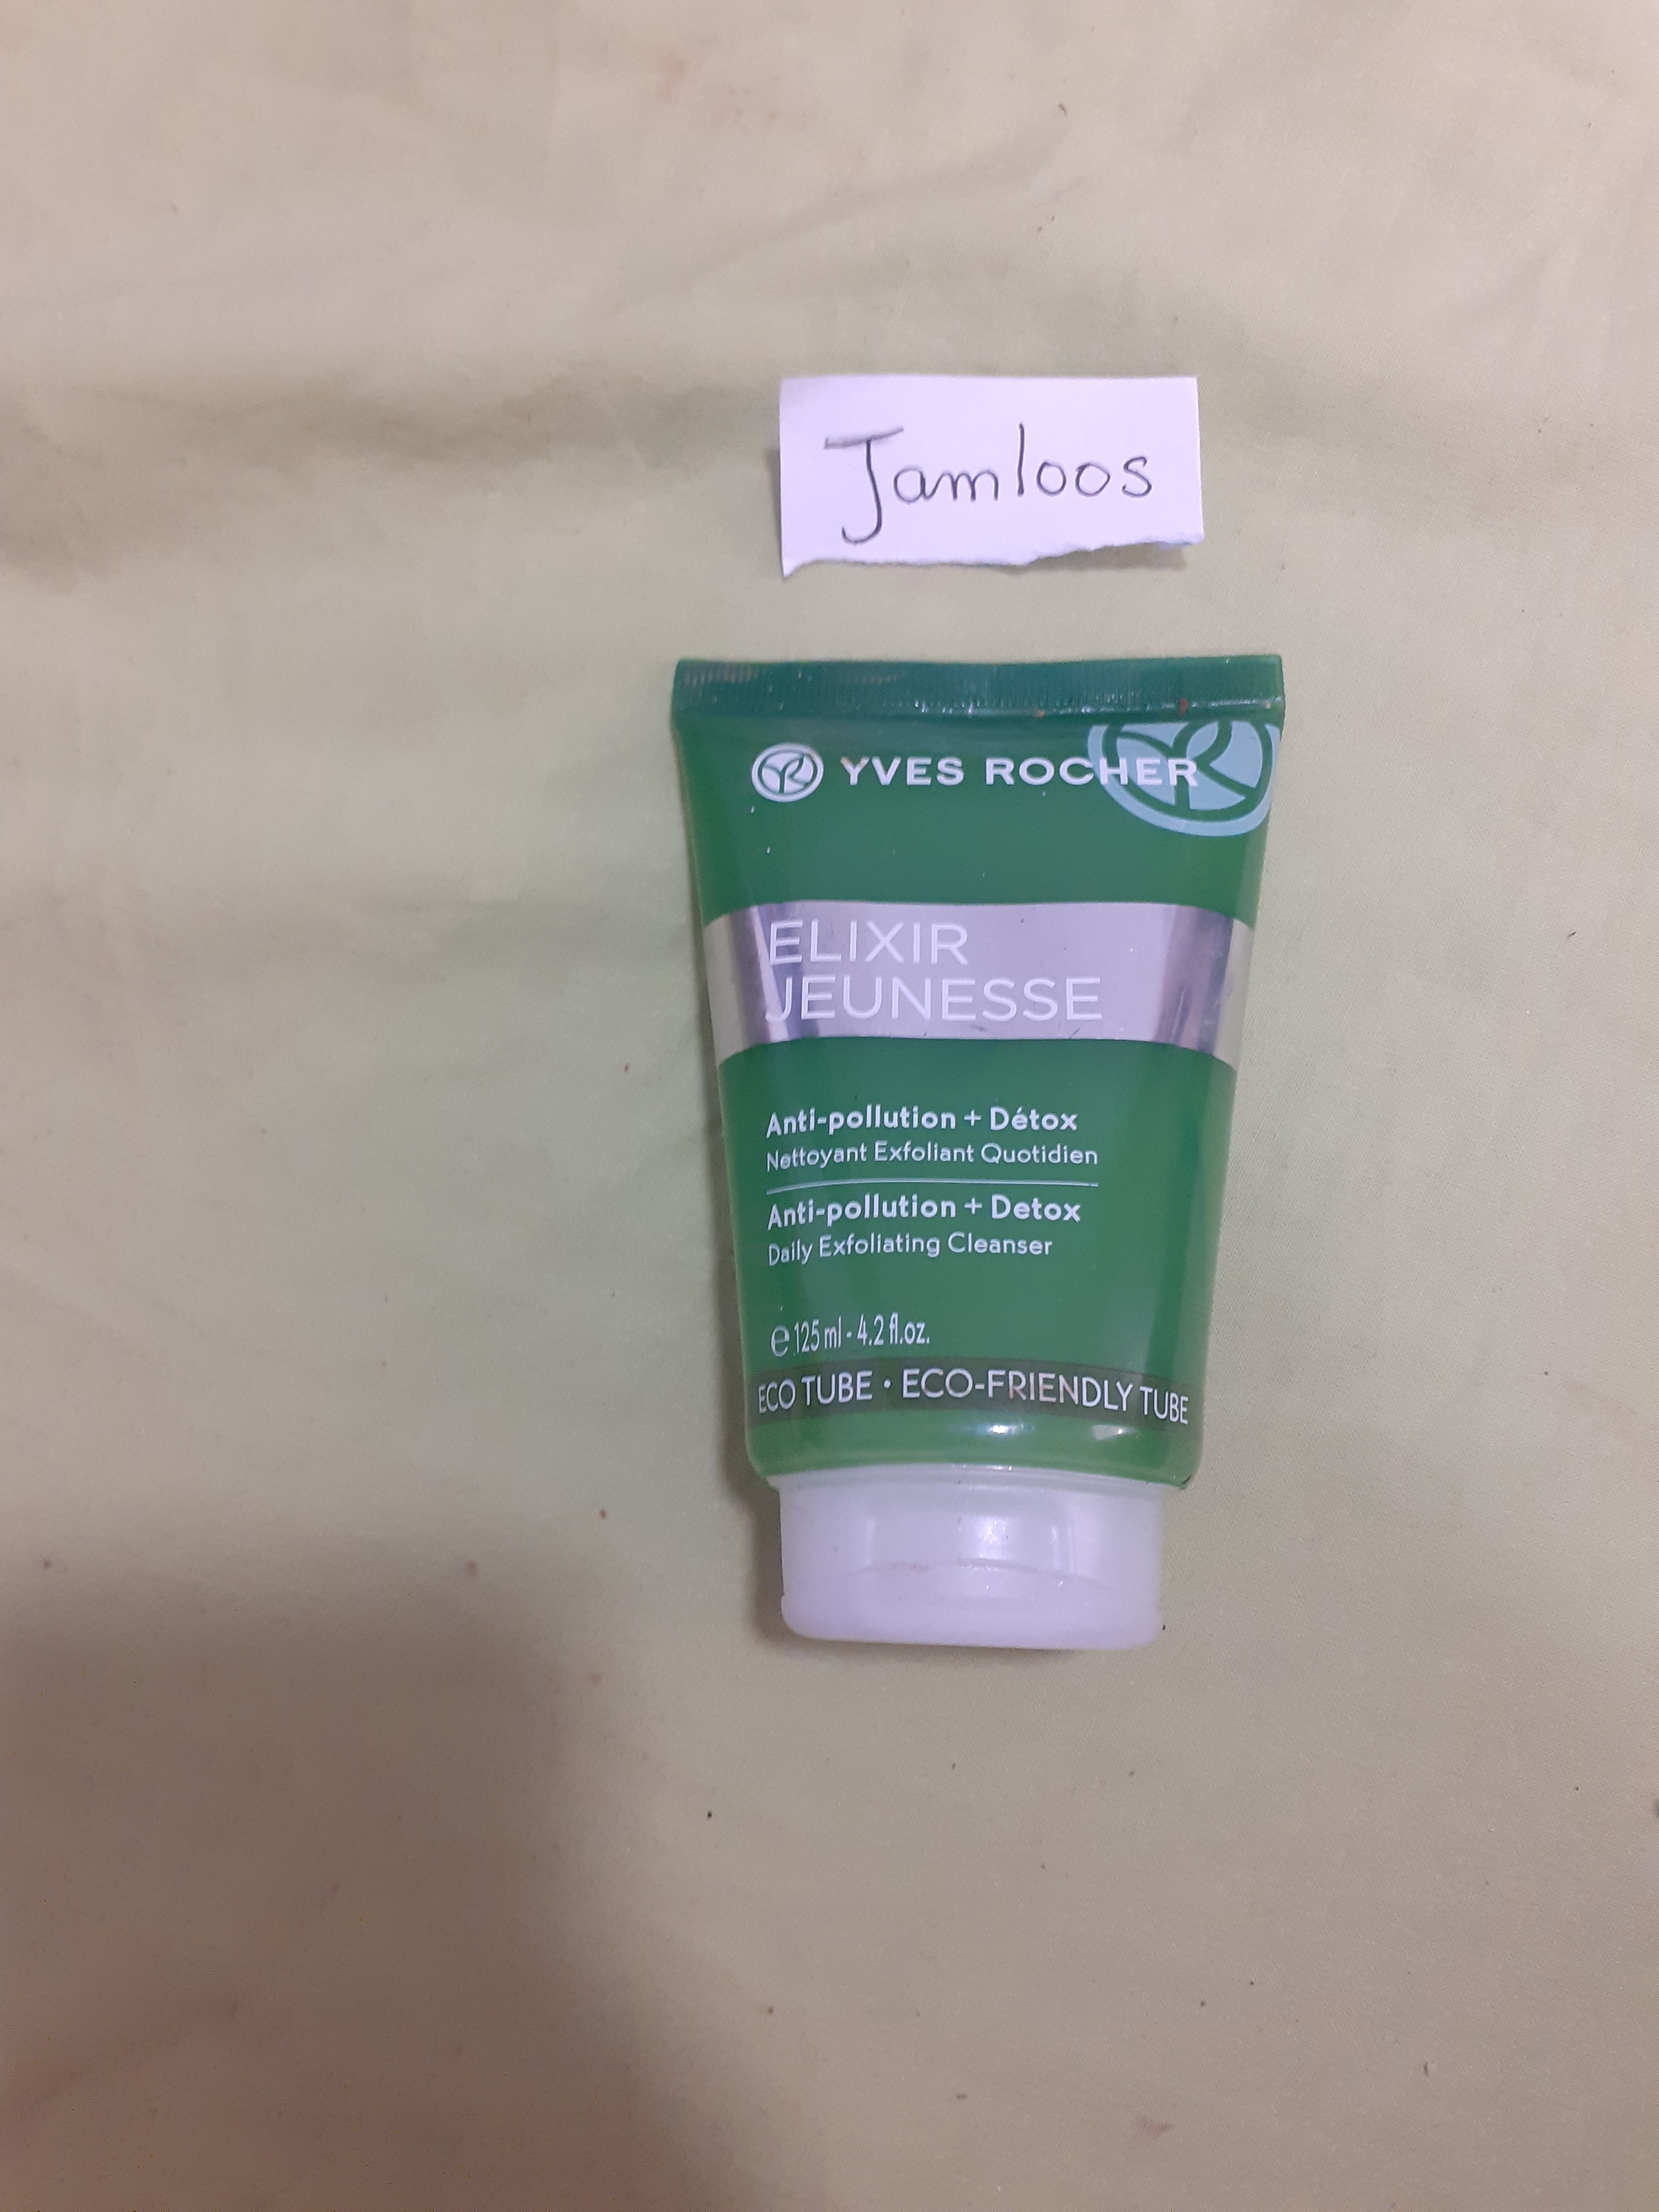 Jamloos
YVES ROCHER
ELIXIR
JEUNESSE
Anti-pollution + Détox
Nettoyant Exfoliant Quotidien
Anti-pollution + Detox
Daily Exfoliating Cleanser
℮ 125 ml - 4.2 fl.oz.
ECO TUBE • ECO-FRIENDLY TUBE